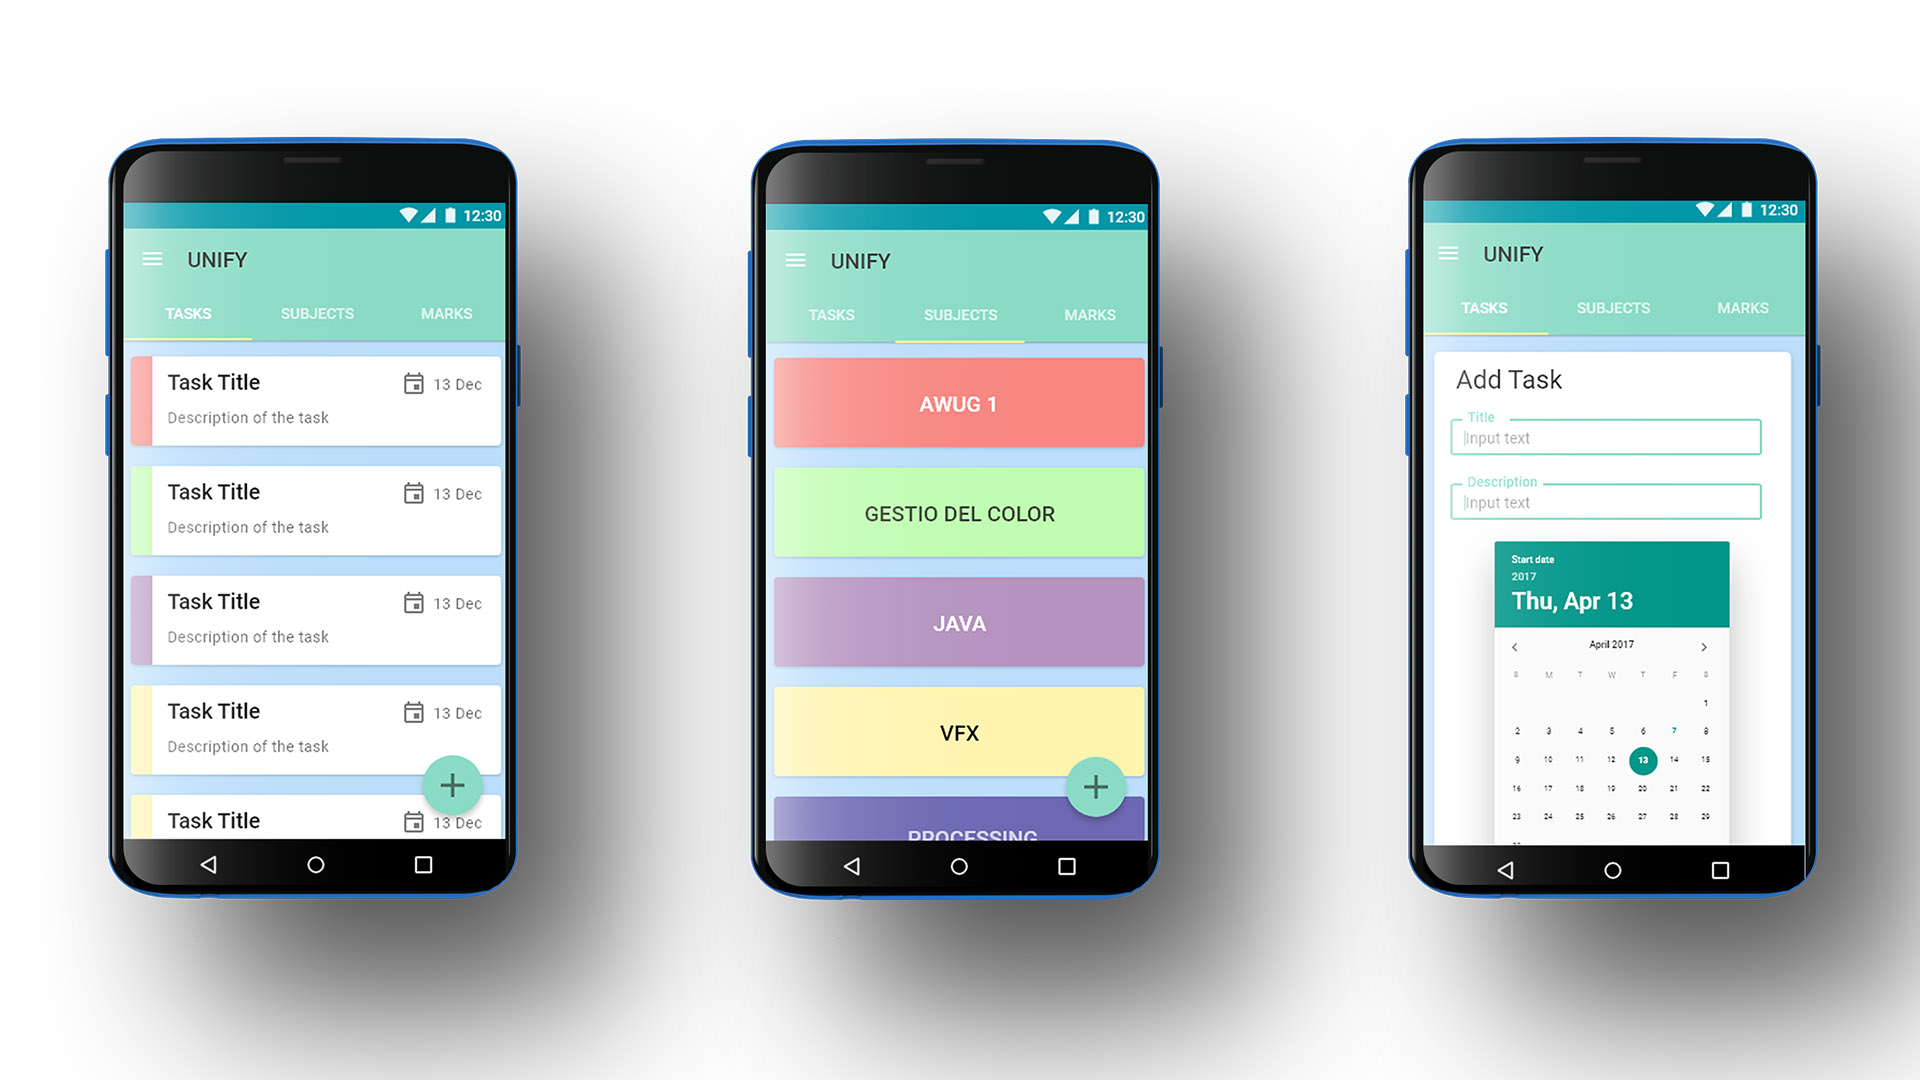 12:30
UNIFY
TASKS SUBJECTS MARKS
Task Title 13 Dec
Description of the task
Task Title 13 Dec
Description of the task
Task Title 13 Dec
Description of the task
Task Title 13 Dec
Description of the task
Task Title 13 Dec
12:30
UNIFY
TASKS SUBJECTS MARKS
AWUG 1
GESTIO DEL COLOR
JAVA
VFX
PROCESSING
12:30
UNIFY
TASKS SUBJECTS MARKS
Add Task
Title
Input text
Description
Input text
Start date
2017
Thu, Apr 13
April 2017
S M T W T F S
1
2 3 4 5 6 7 8
9 10 11 12 13 14 15
16 17 18 19 20 21 22
23 24 25 26 27 28 29